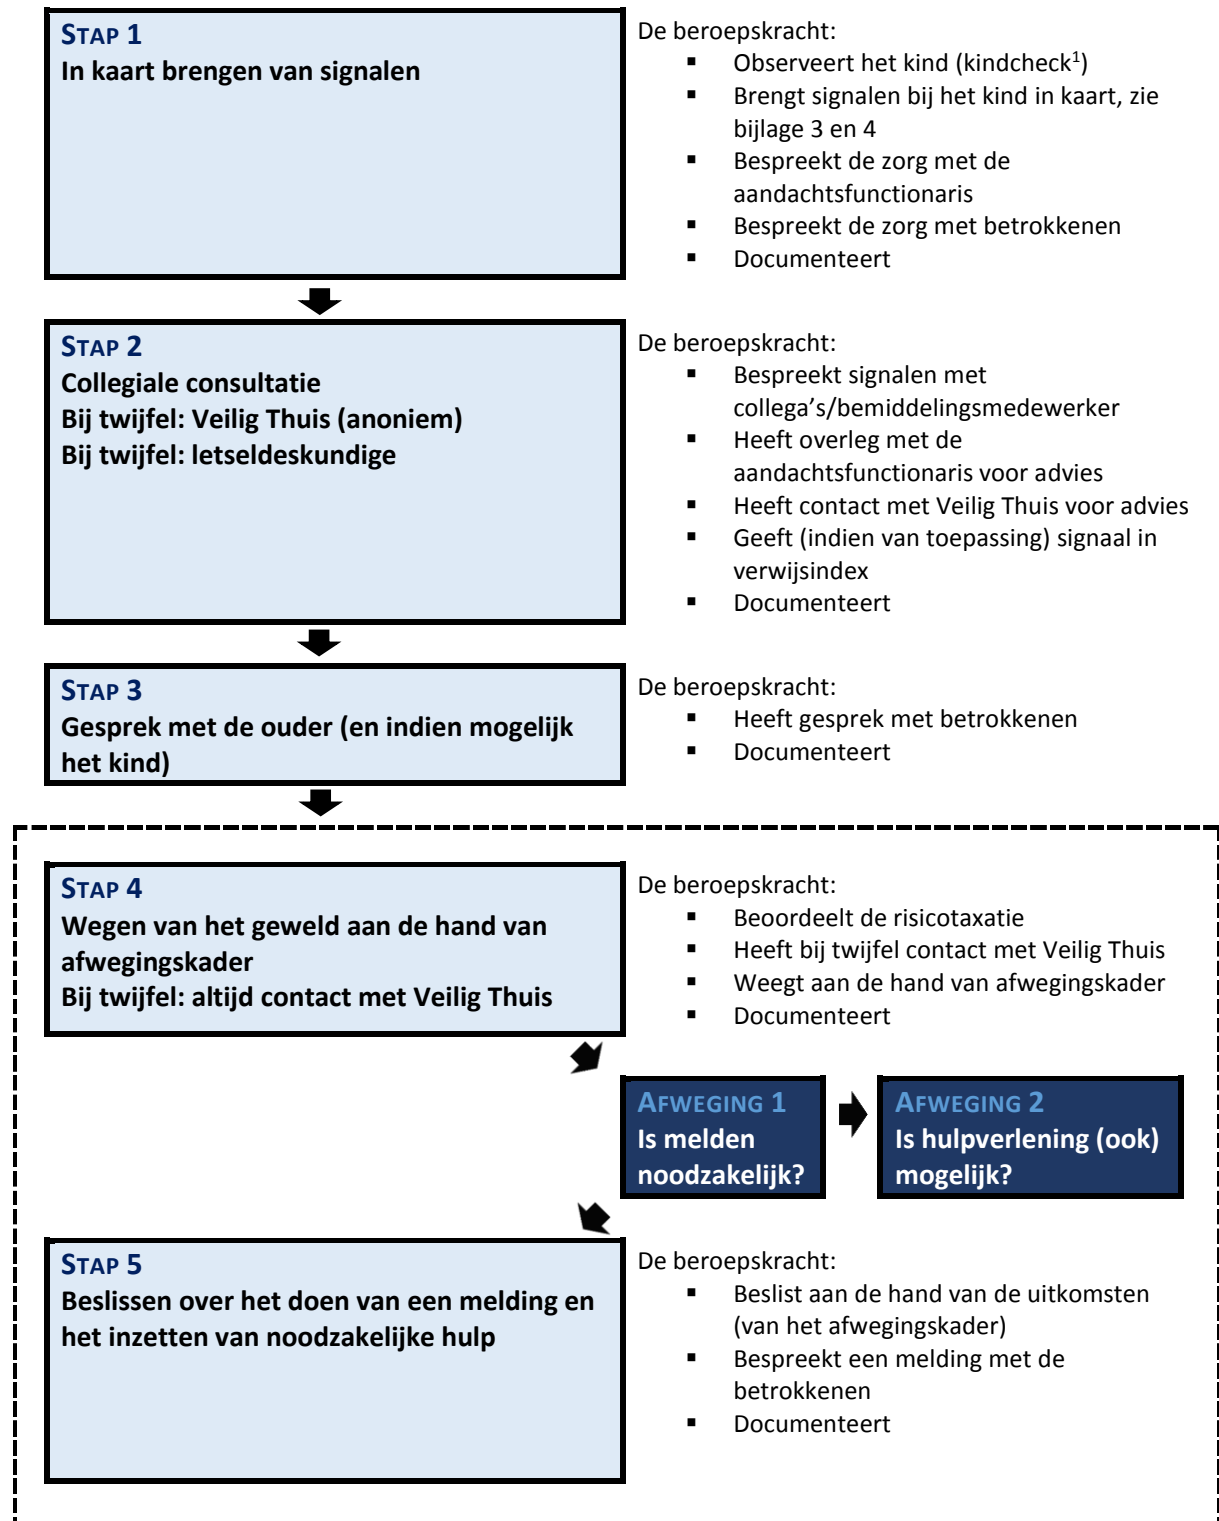 STAP 1
In kaart brengen van signalen
De beroepskracht:
▪ Observeert het kind (kindcheck¹)
▪ Brengt signalen bij het kind in kaart, zie
bijlage 3 en 4
▪ Bespreekt de zorg met de
aandachtsfunctionaris
▪ Bespreekt de zorg met betrokkenen
▪ Documenteert
STAP 2
Collegiale consultatie
Bij twijfel: Veilig Thuis (anoniem)
Bij twijfel: letseldeskundige
De beroepskracht:
▪ Bespreekt signalen met
collega’s/bemiddelingsmedewerker
▪ Heeft overleg met de
aandachtsfunctionaris voor advies
▪ Heeft contact met Veilig Thuis voor advies
▪ Geeft (indien van toepassing) signaal in
verwijsindex
▪ Documenteert
STAP 3
Gesprek met de ouder (en indien mogelijk
het kind)
De beroepskracht:
▪ Heeft gesprek met betrokkenen
▪ Documenteert
STAP 4
Wegen van het geweld aan de hand van
afwegingskader
Bij twijfel: altijd contact met Veilig Thuis
De beroepskracht:
▪ Beoordeelt de risicotaxatie
▪ Heeft bij twijfel contact met Veilig Thuis
▪ Weegt aan de hand van afwegingskader
▪ Documenteert
AFWEGING 1
Is melden
noodzakelijk?
AFWEGING 2
Is hulpverlening (ook)
mogelijk?
STAP 5
Beslissen over het doen van een melding en
het inzetten van noodzakelijke hulp
De beroepskracht:
▪ Beslist aan de hand van de uitkomsten
(van het afwegingskader)
▪ Bespreekt een melding met de
betrokkenen
▪ Documenteert